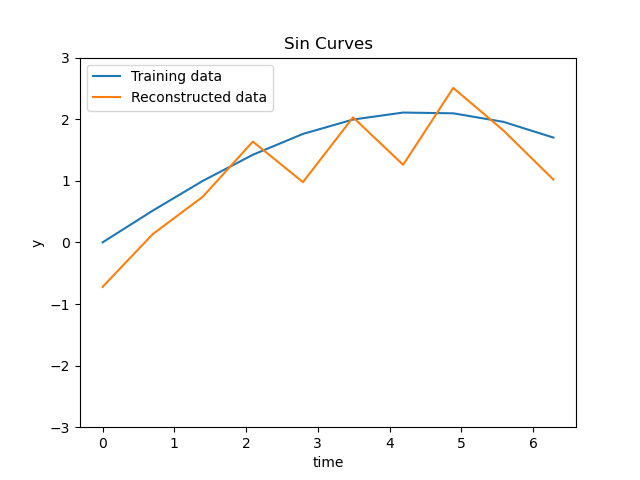 Sin Curves
Training data
Reconstructed data
3
2
1
0
−1
−2
−3
y
0 1 2 3 4 5 6
time